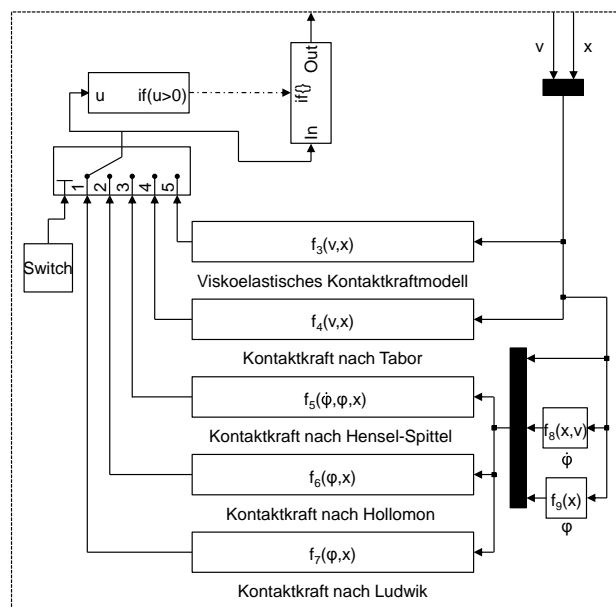 v x
Out
if{}
In
u if(u>0)
1 2 3 4 5
Switch
f₃(v,x)
Viskoelastisches Kontaktkraftmodell
f₄(v,x)
Kontaktkraft nach Tabor
f₅(φ̇,φ,x)
Kontaktkraft nach Hensel-Spittel
f₈(x,v)
φ̇
f₆(φ,x)
Kontaktkraft nach Hollomon
f₉(x)
φ
f₇(φ,x)
Kontaktkraft nach Ludwik